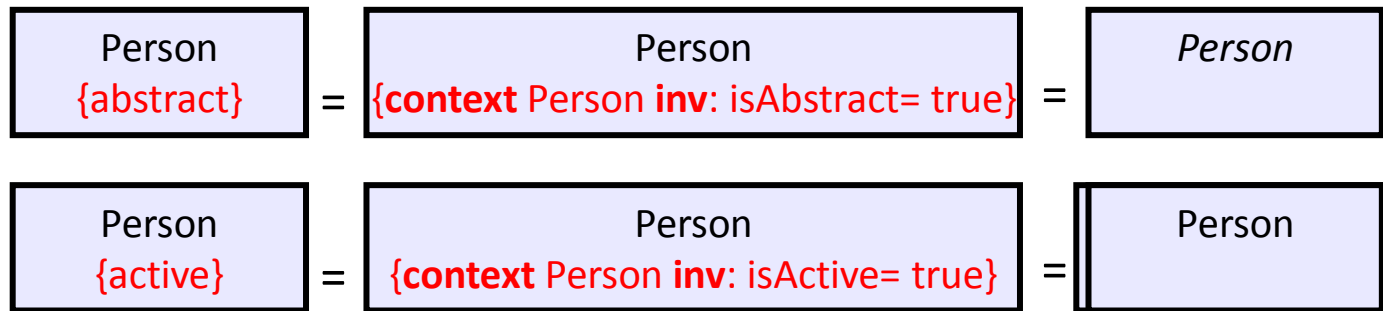 Person = Person = Person
{abstract} {context Person inv: isAbstract= true}
Person = Person = Person
{active} {context Person inv: isActive= true}